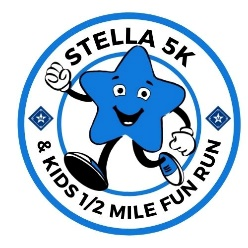 STELLA 5K
& KIDS 1/2 MILE FUN RUN